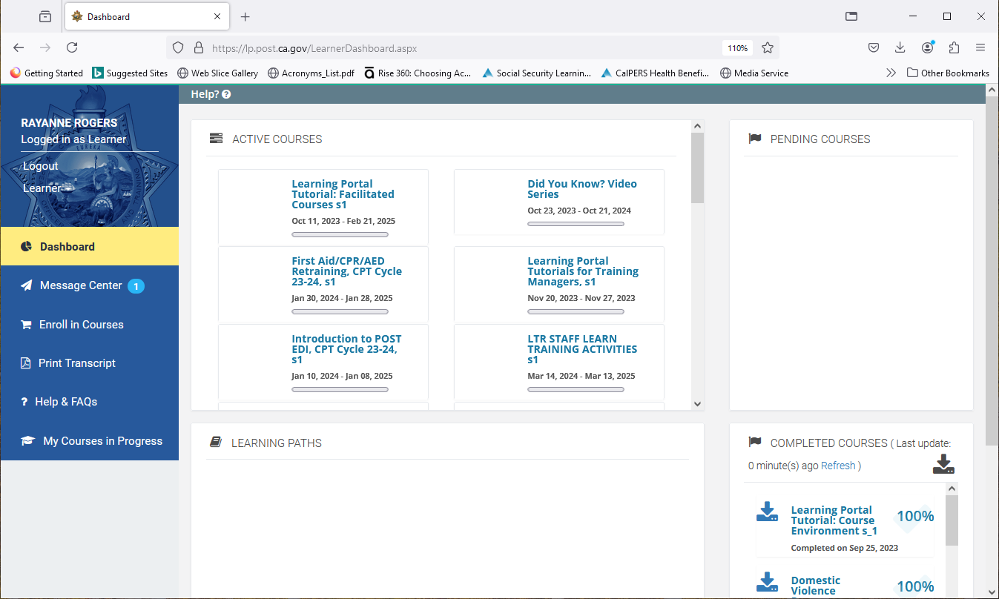 Dashboard
https://lp.post.ca.gov/LearnerDashboard.aspx
110%
Getting Started
Suggested Sites
Web Slice Gallery
Acronyms_List.pdf
Rise 360: Choosing Ac...
Social Security Learnin...
CalPERS Health Benefi...
Media Service
Other Bookmarks
RAYANNE ROGERS
Logged in as Learner
EUREKA
Logout
Learner
Dashboard
Message Center 1
Enroll in Courses
Print Transcript
? Help & FAQs
My Courses in Progress
Help? ?
ACTIVE COURSES
Learning Portal
Tutorial: Facilitated
Courses s1
Oct 11, 2023 - Feb 21, 2025
Did You Know? Video
Series
Oct 23, 2023 - Oct 21, 2024
First Aid/CPR/AED
Retraining, CPT Cycle
23-24, s1
Jan 30, 2024 - Jan 28, 2025
Learning Portal
Tutorials for Training
Managers, s1
Nov 20, 2023 - Nov 27, 2023
Introduction to POST
EDI, CPT Cycle 23-24,
s1
Jan 10, 2024 - Jan 08, 2025
LTR STAFF LEARN
TRAINING ACTIVITIES
s1
Mar 14, 2024 - Mar 13, 2025
PENDING COURSES
LEARNING PATHS
COMPLETED COURSES ( Last update:
0 minute(s) ago Refresh )
Learning Portal
Tutorial: Course
Environment s_1
100%
Completed on Sep 25, 2023
Domestic
Violence
100%